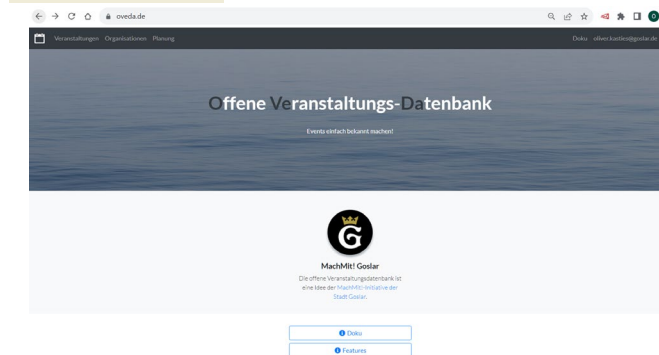 oveda.de
Veranstaltungen Organisationen Planung
Doku oliver.kasties@goslar.de
Offene Veranstaltungs-Datenbank
Events einfach bekannt machen!
G
MachMit! Goslar
Die offene Veranstaltungsdatenbank ist
eine Idee der MachMit!-Initiative der
Stadt Goslar.
Doku
Features